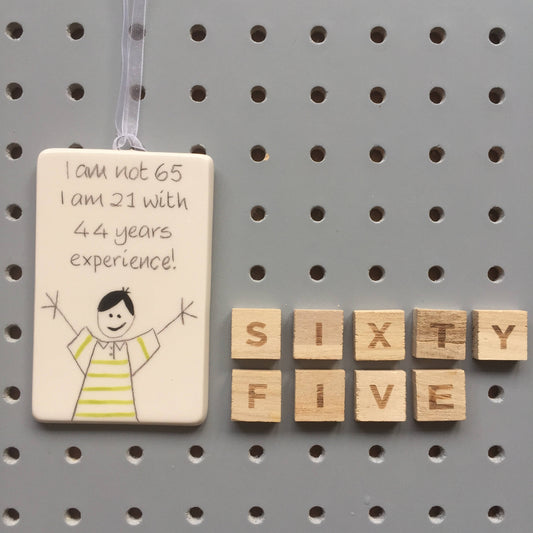 I am not 65
I am 21 with
44 years
experience!
SIXTY
FIVE